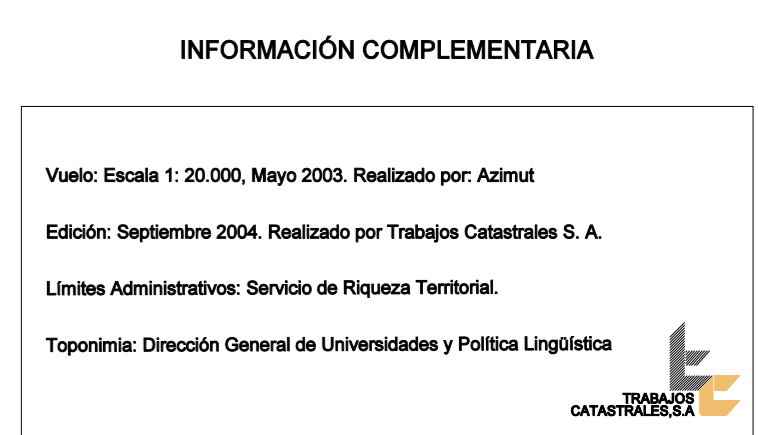 INFORMACIÓN COMPLEMENTARIA
Vuelo: Escala 1: 20.000, Mayo 2003. Realizado por: Azimut
Edición: Septiembre 2004. Realizado por Trabajos Catastrales S. A.
Límites Administrativos: Servicio de Riqueza Territorial.
Toponimia: Dirección General de Universidades y Política Lingüística
TRABAJOS
CATASTRALES,S.A